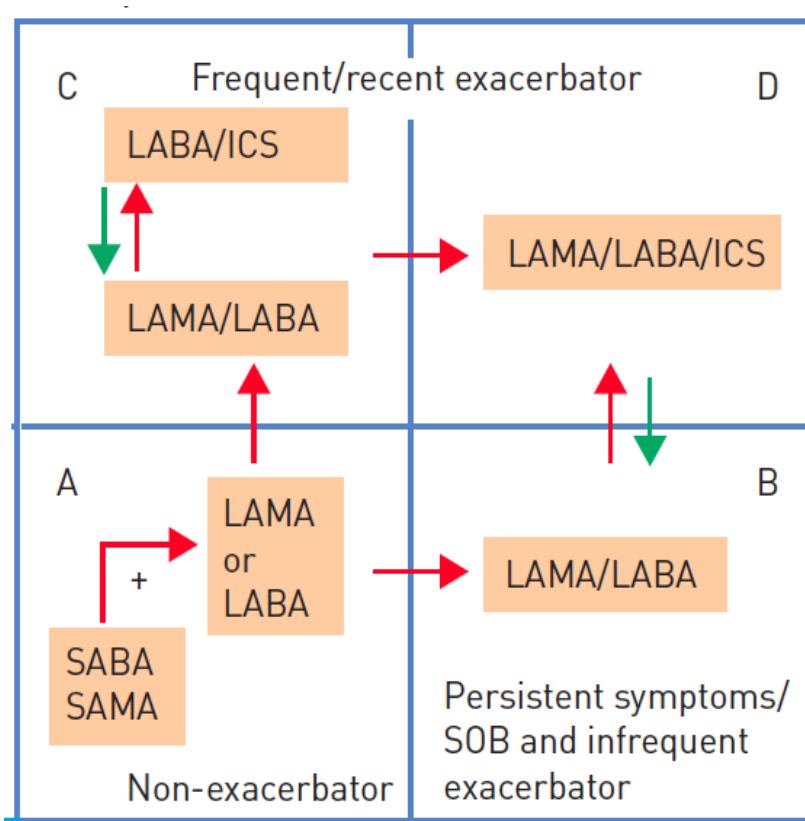 C
Frequent/recent exacerbator
D
LABA/ICS
LAMA/LABA
LAMA/LABA/ICS
A
LAMA
or
LABA
+
SABA
SAMA
Non-exacerbator
B
LAMA/LABA
Persistent symptoms/
SOB and infrequent
exacerbator